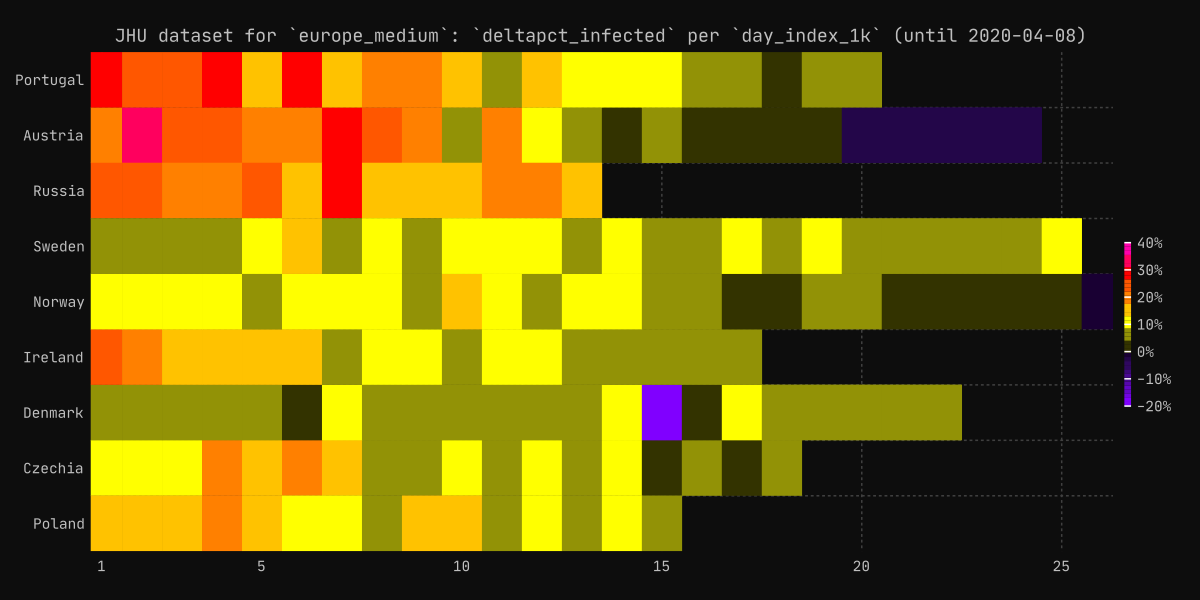 JHU dataset for `europe_medium`: `deltapct_infected` per `day_index_1k` (until 2020-04-08)
Portugal
Austria
Russia
Sweden
Norway
Ireland
Denmark
Czechia
Poland
1 5 10 15 20 25
40%
30%
20%
10%
0%
-10%
-20%